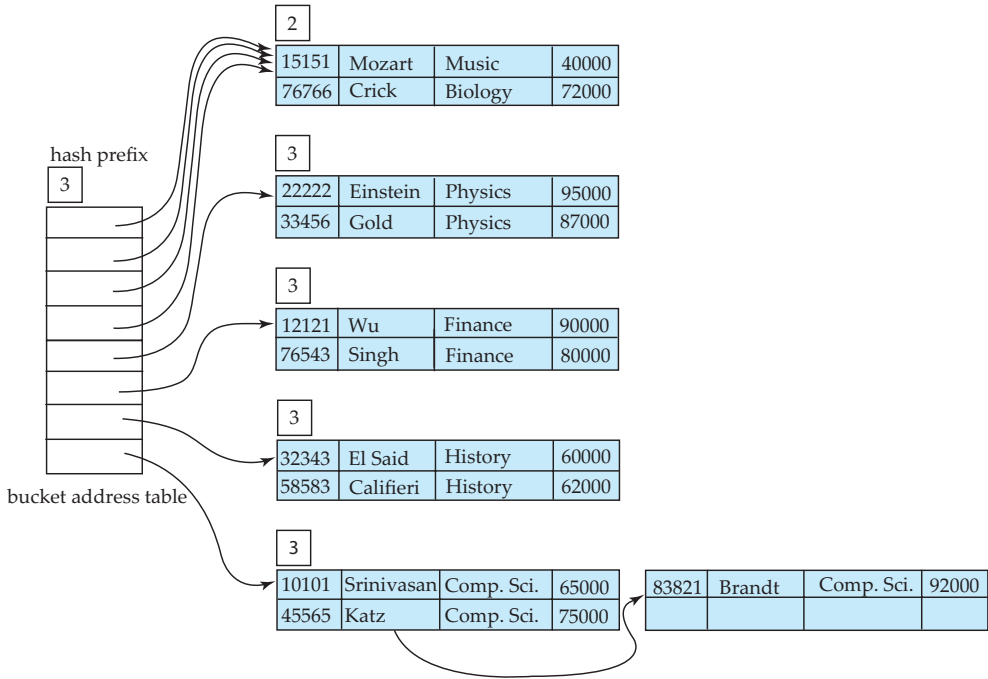 2
15151 Mozart Music 40000
76766 Crick Biology 72000
hash prefix
3
3
22222 Einstein Physics 95000
33456 Gold Physics 87000
3
12121 Wu Finance 90000
76543 Singh Finance 80000
3
32343 El Said History 60000
58583 Califieri History 62000
bucket address table
3
10101 Srinivasan Comp. Sci. 65000
45565 Katz Comp. Sci. 75000
83821 Brandt Comp. Sci. 92000